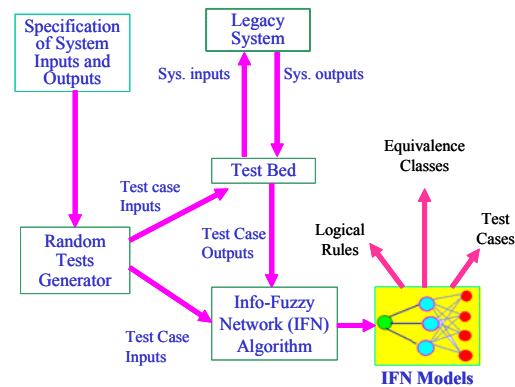 Specification
of System
Inputs and
Outputs
Legacy
System
Sys. inputs
Sys. outputs
Equivalence
Classes
Test Bed
Test case
Inputs
Test Case
Outputs
Logical
Rules
Test
Cases
Random
Tests
Generator
Info-Fuzzy
Network (IFN)
Algorithm
Test Case
Inputs
IFN Models